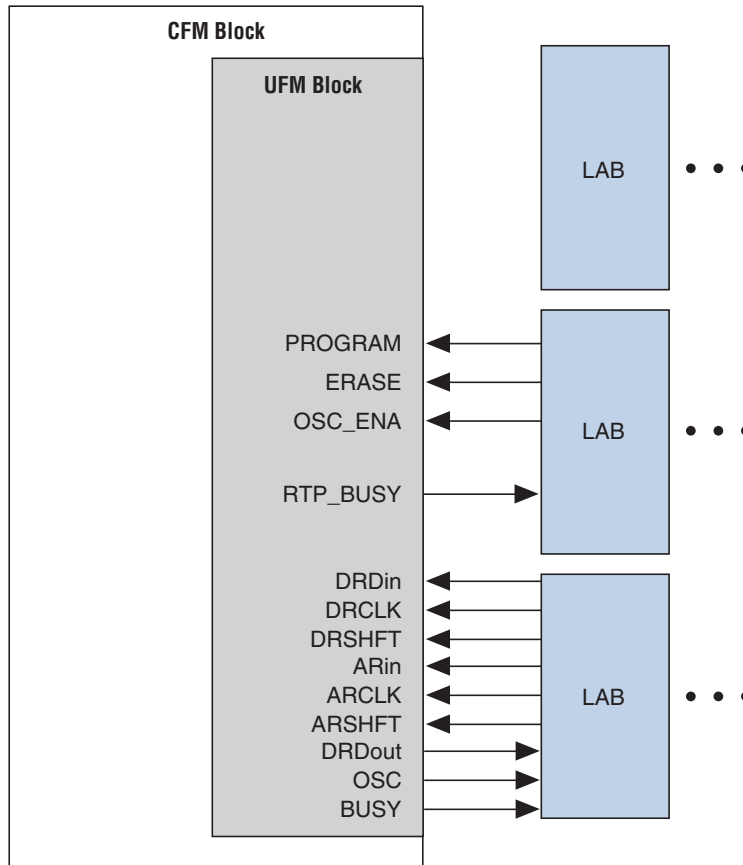 CFM Block
UFM Block
LAB
PROGRAM
ERASE
OSC_ENA
LAB
RTP_BUSY
DRDin
DRCLK
DRSHFT
ARin
ARCLK
LAB
ARSHFT
DRDout
OSC
BUSY